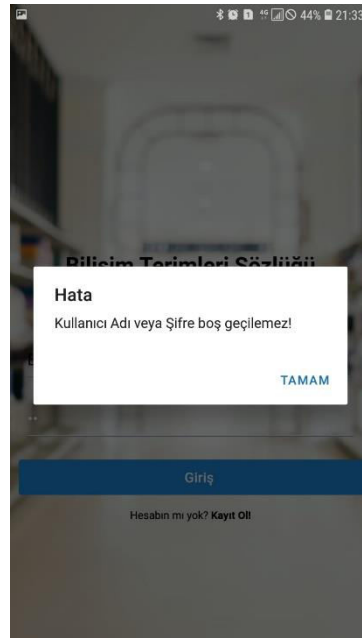 44% 21:33
Bilişim Terimleri Sözlüğü
Hata
Kullanıcı Adı veya Şifre boş geçilemez!
TAMAM
Giriş
Hesabın mı yok? Kayıt Ol!